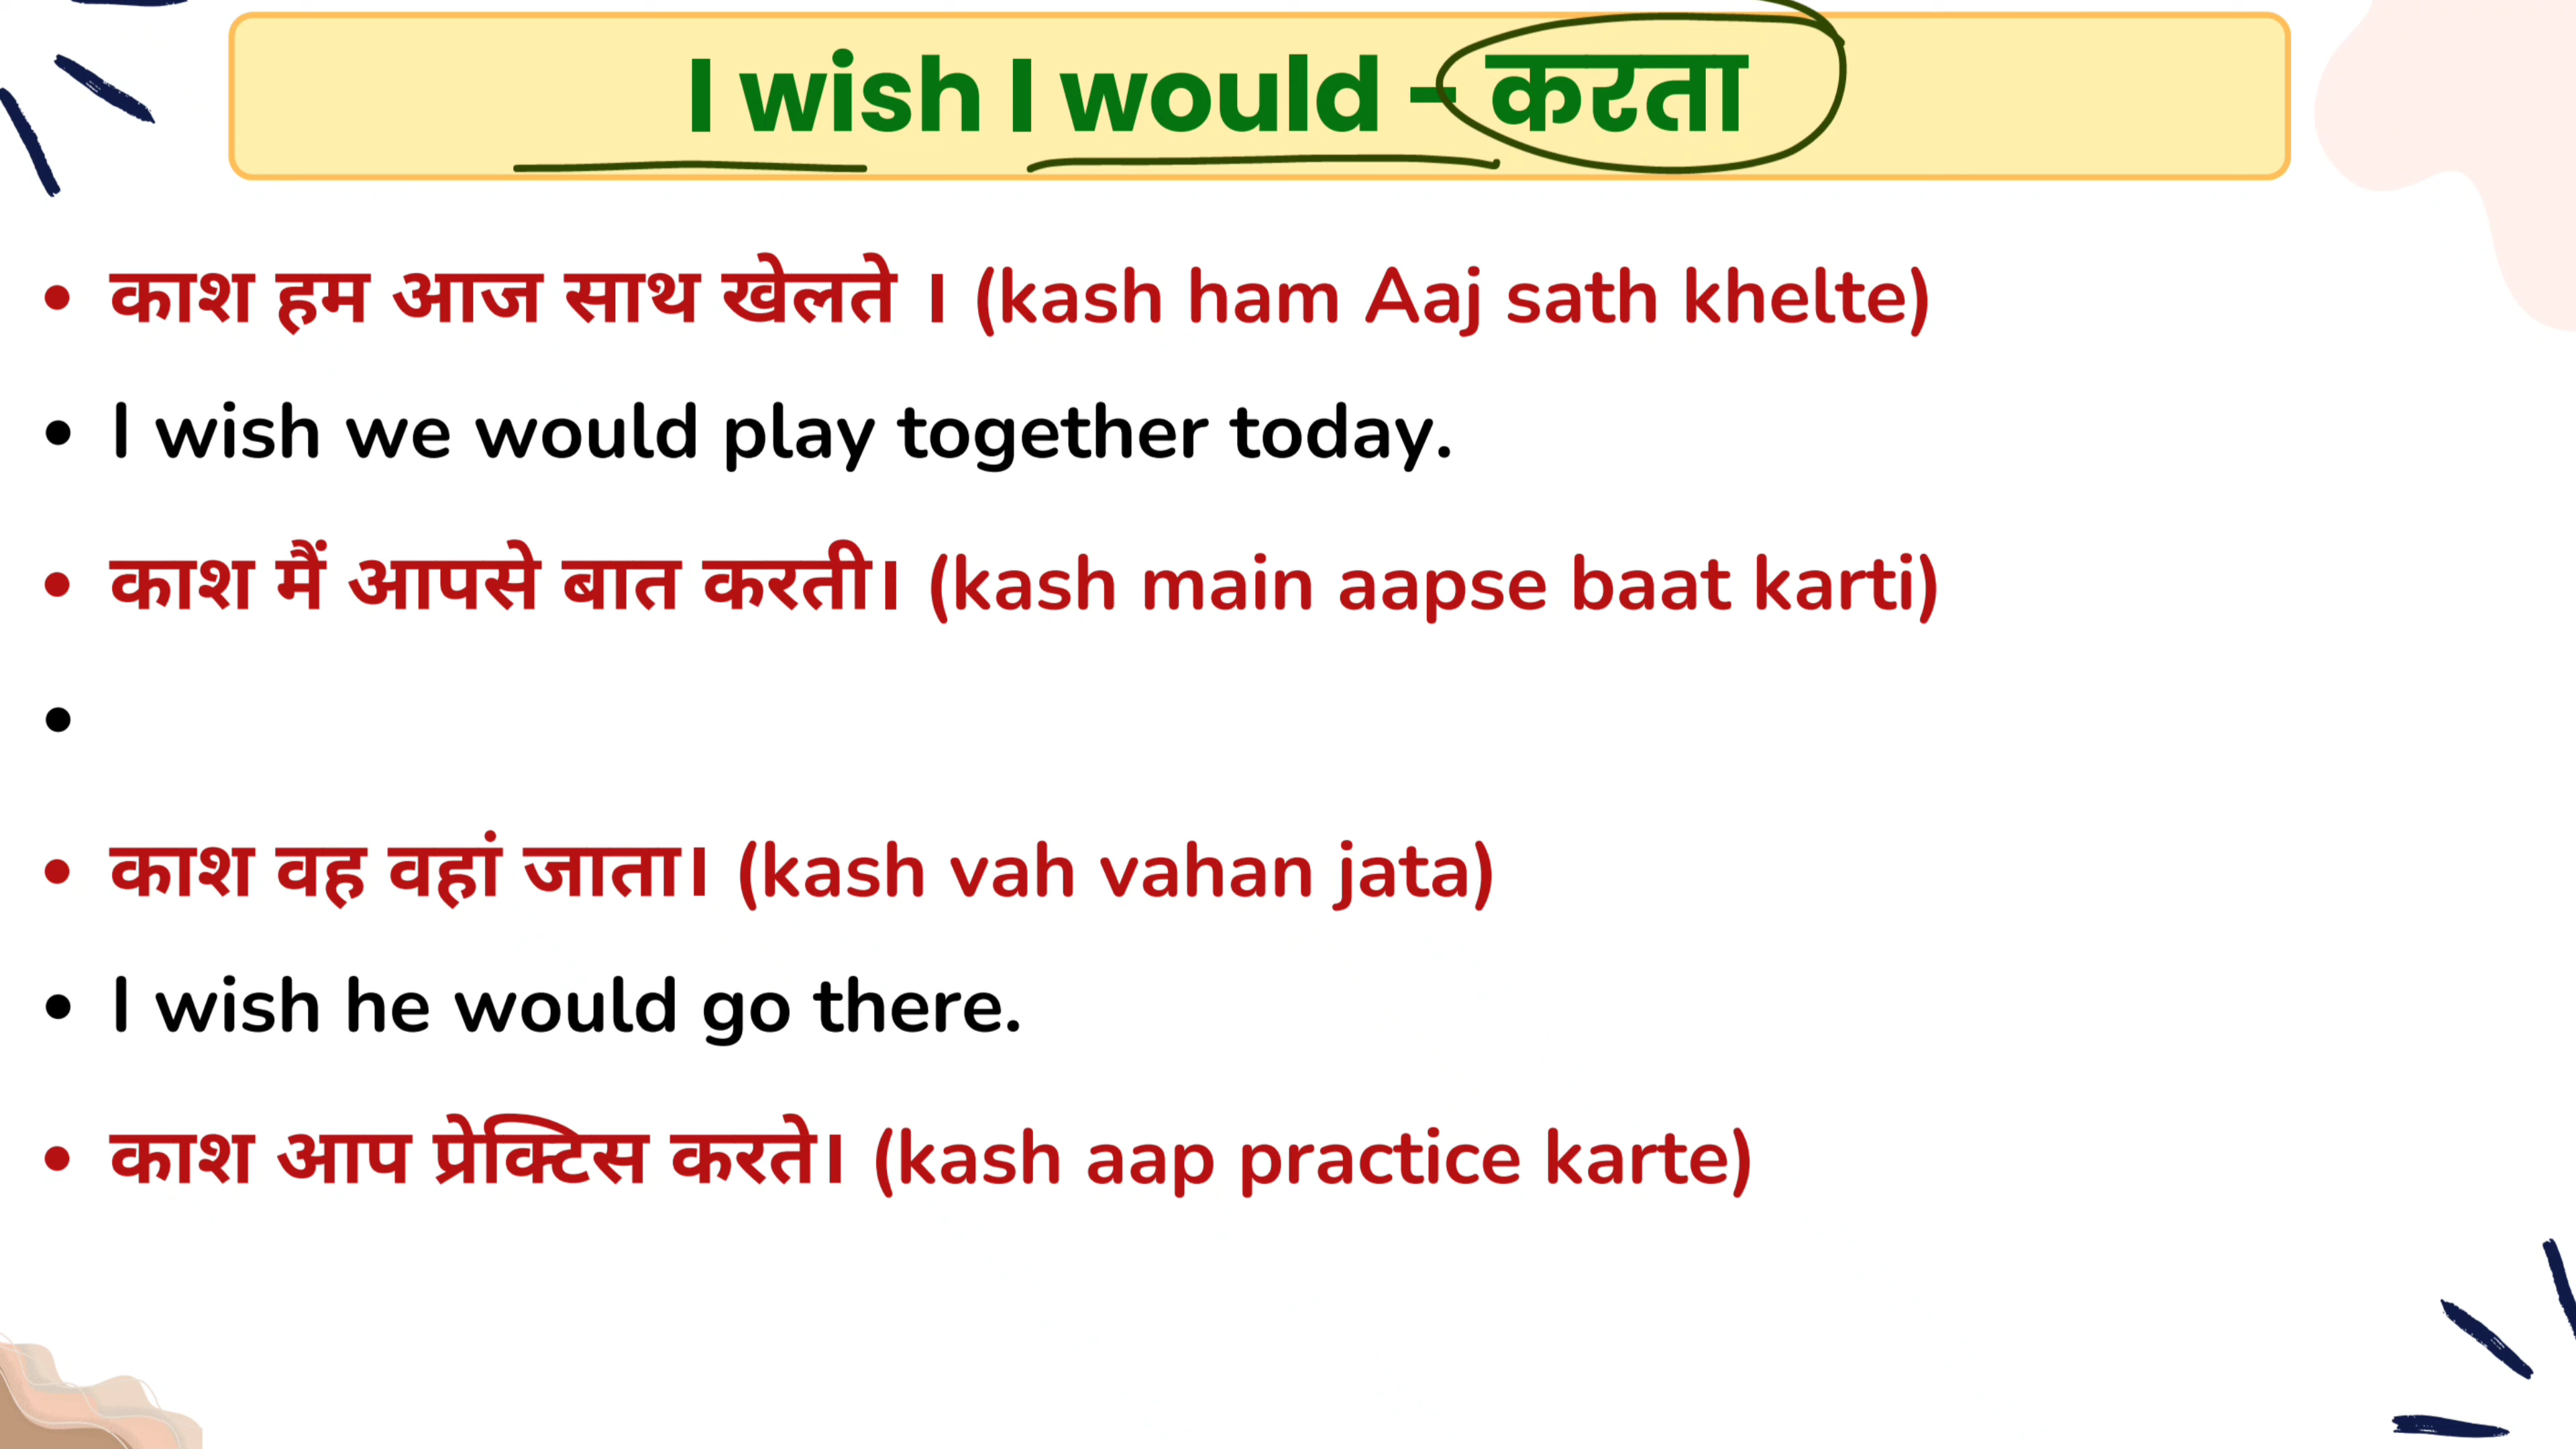 I wish I would - करता
• काश हम आज साथ खेलते । (kash ham Aaj sath khelte)
• I wish we would play together today.
• काश मैं आपसे बात करती। (kash main aapse baat karti)
•
• काश वह वहां जाता। (kash vah vahan jata)
• I wish he would go there.
• काश आप प्रेक्टिस करते। (kash aap practice karte)